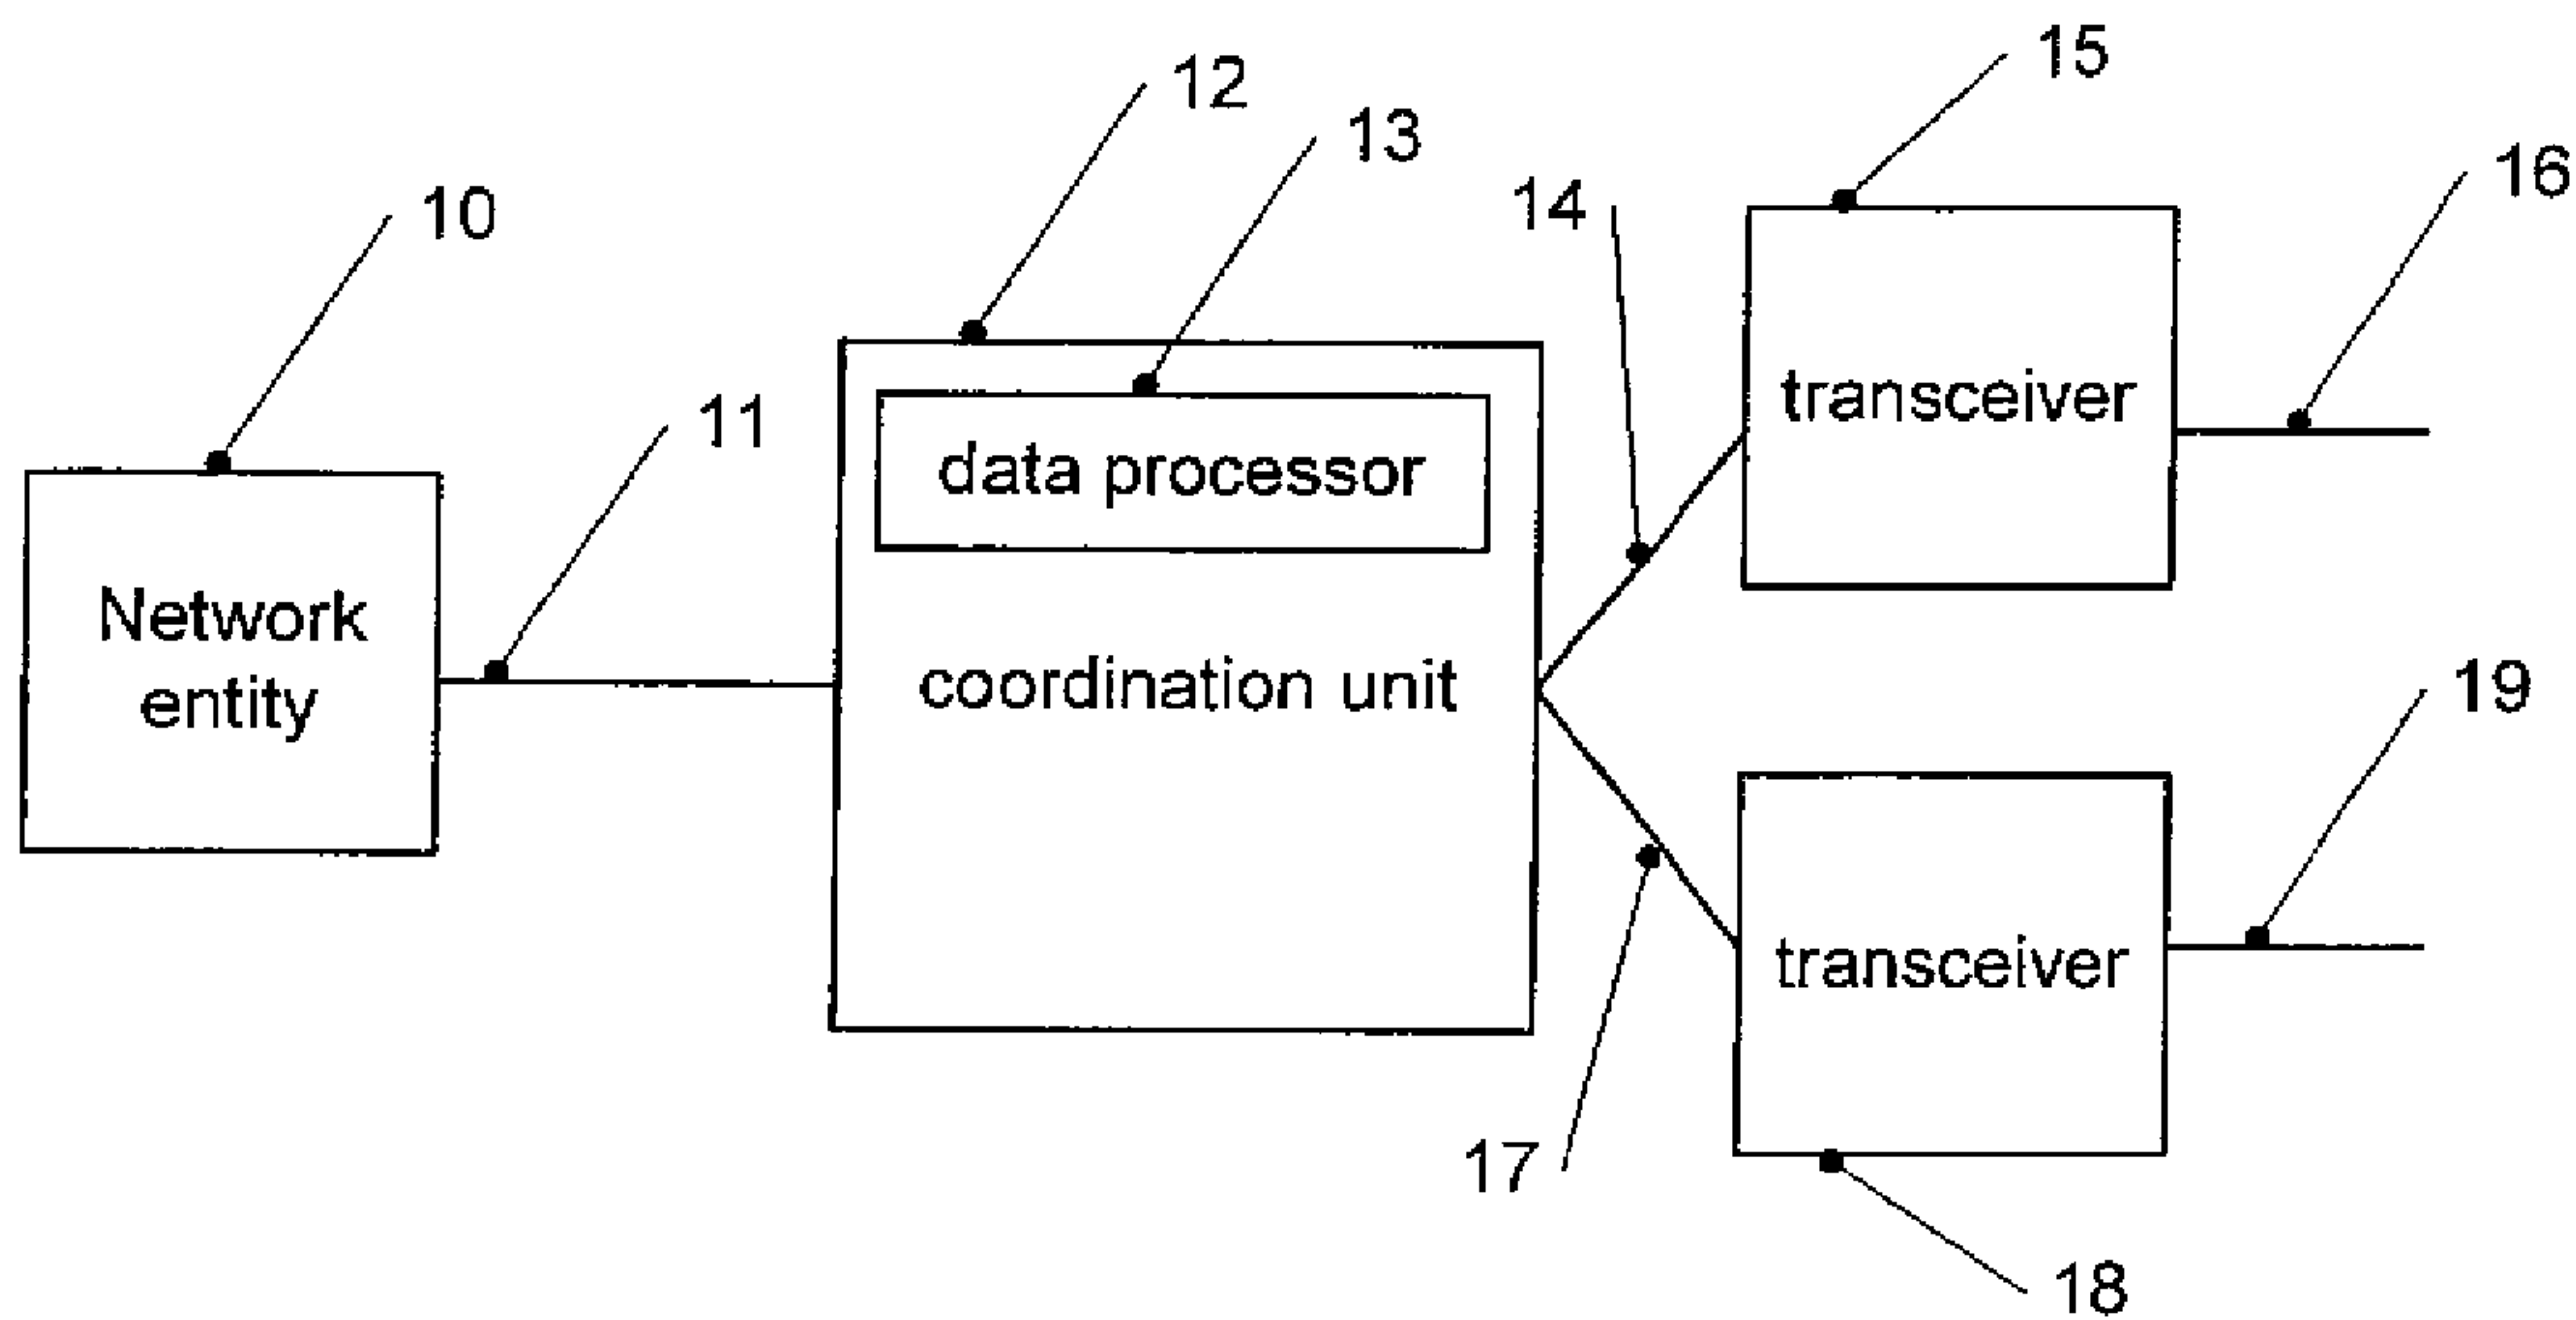 15
12
13
16
14
10
transceiver
11
data processor
Network
entity
coordination unit
19
transceiver
17
18